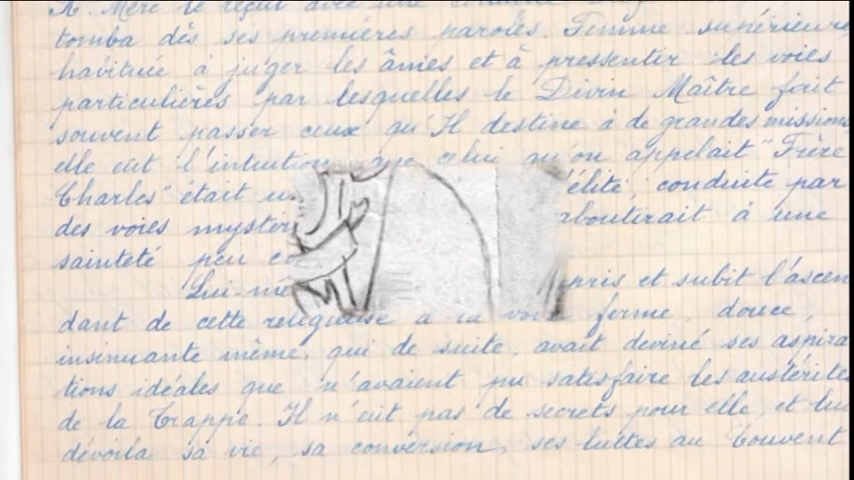 R. Mère le reçut avec une
tomba dès ses premières paroles. Femme supérieure,
habituée à juger les âmes et à pressentir les voies
particulières par lesquelles le Divin Maître fait
souvent passer ceux qu'Il destine à de grandes missions,
elle eut l'intuition que celui qu'on appelait "Frère
Charles" était élité, conduite par
des voies aboutirait à une
sainteté peu
pris et subit l'ascen
dant de cette religieuse à la voix ferme, douce,
insinuante même, qui de suite, avait deviné ses aspira
tions idéales que n'avaient pu satisfaire les austérités
de la Trappe. Il n'eut pas de secrets pour elle, et lui
dévoila sa vie, sa conversion, ses luttes au Couvent